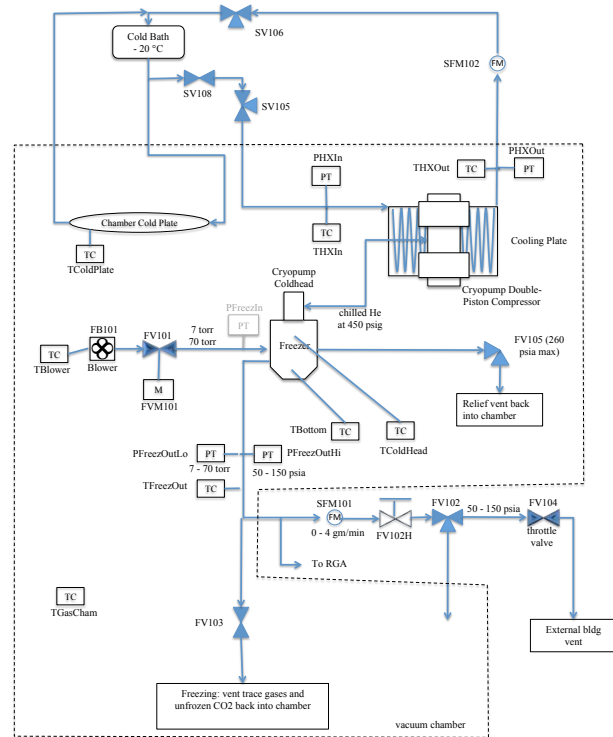 SV106
Cold Bath
- 20 °C
SFM102
FM
SV108
SV105
PHXIn
PT
PHXOut
THXOut
TC
PT
TC
THXIn
Chamber Cold Plate
TC
TColdPlate
Cooling Plate
Cryopump Double-
Piston Compressor
Cryopump
Coldhead
chilled He
at 450 psig
PFreezIn
PT
7 torr
70 torr
FB101
FV101
TC
TBlower
Blower
M
FVM101
Freezer
FV105 (260
psia max)
Relief vent back
into chamber
TBottom
TC
TC
TColdHead
PFreezOutLo
PT
PT
PFreezOutHi
7 - 70 torr
50 - 150 psia
TFreezOut
TC
SFM101
FM
0 - 4 gm/min
FV102H
FV102
50 - 150 psia
FV104
throttle
valve
To RGA
TC
TGasCham
FV103
External bldg
vent
Freezing: vent trace gases and
unfrozen CO2 back into chamber
vacuum chamber